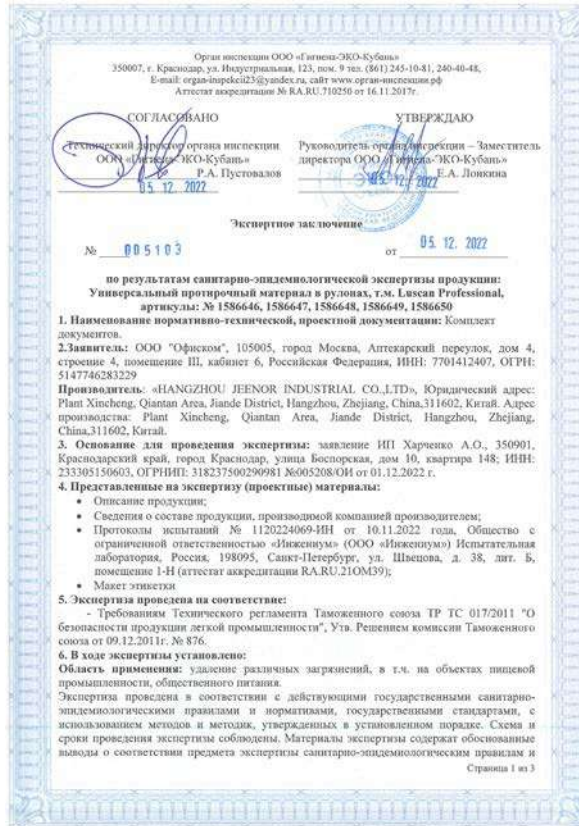 Орган инспекции ООО «Гигиена-ЭКО-Кубань»
350007, г. Краснодар, ул. Индустриальная, 123, пом. 9 тел. (861) 245-10-81, 240-40-48,
E-mail: organ-inspekcii23@yandex.ru, сайт www.орган-инспекции.рф
Аттестат аккредитации № RA.RU.710250 от 16.11.2017г.
СОГЛАСОВАНО
Технический директор органа инспекции
ООО «Гигиена-ЭКО-Кубань»
Р.А. Пустовалов
05. 12. 2022
УТВЕРЖДАЮ
Руководитель органа инспекции – Заместитель
директора ООО «Гигиена-ЭКО-Кубань»
Е.А. Лонкина
05. 12. 2022
Экспертное заключение
№ 005103 от 05. 12. 2022
по результатам санитарно-эпидемиологической экспертизы продукции:
Универсальный протирочный материал в рулонах, т.м. Luscan Professional,
артикулы: № 1586646, 1586647, 1586648, 1586649, 1586650
1. Наименование нормативно-технической, проектной документации: Комплект
документов.
2.Заявитель: ООО "Офиском", 105005, город Москва, Аптекарский переулок, дом 4,
строение 4, помещение III, кабинет 6, Российская Федерация, ИНН: 7701412407, ОГРН:
5147746283229
Производитель: «HANGZHOU JEENOR INDUSTRIAL CO.,LTD», Юридический адрес:
Plant Xincheng, Qiantan Area, Jiande District, Hangzhou, Zhejiang, China,311602, Китай. Адрес
производства: Plant Xincheng, Qiantan Area, Jiande District, Hangzhou, Zhejiang,
China,311602, Китай.
3. Основание для проведения экспертизы: заявление ИП Харченко А.О., 350901,
Краснодарский край, город Краснодар, улица Боспорская, дом 10, квартира 148; ИНН:
233305150603, ОГРНИП: 318237500290981 №005208/ОИ от 01.12.2022 г.
4. Представленные на экспертизу (проектные) материалы:
• Описание продукции;
• Сведения о составе продукции, производимой компанией производителем;
• Протоколы испытаний № 1120224069-ИН от 10.11.2022 года, Общество с
ограниченной ответственностью «Инжениум» (ООО «Инжениум») Испытательная
лаборатория, Россия, 198095, Санкт-Петербург, ул. Швецова, д. 38, лит. Б,
помещение 1-Н (аттестат аккредитации RA.RU.21ОМ39);
• Макет этикетки
5. Экспертиза проведена на соответствие:
- Требованиям Технического регламента Таможенного союза ТР ТС 017/2011 "О
безопасности продукции легкой промышленности", Утв. Решением комиссии Таможенного
союза от 09.12.2011г. № 876.
6. В ходе экспертизы установлено:
Область применения: удаление различных загрязнений, в т.ч. на объектах пищевой
промышленности, общественного питания.
Экспертиза проведена в соответствии с действующими государственными санитарно-
эпидемиологическими правилами и нормативами, государственными стандартами, с
использованием методов и методик, утвержденных в установленном порядке. Схема и
сроки проведения экспертизы соблюдены. Материалы экспертизы содержат обоснованные
выводы о соответствии предмета экспертизы санитарно-эпидемиологическим правилам и
Страница 1 из 3